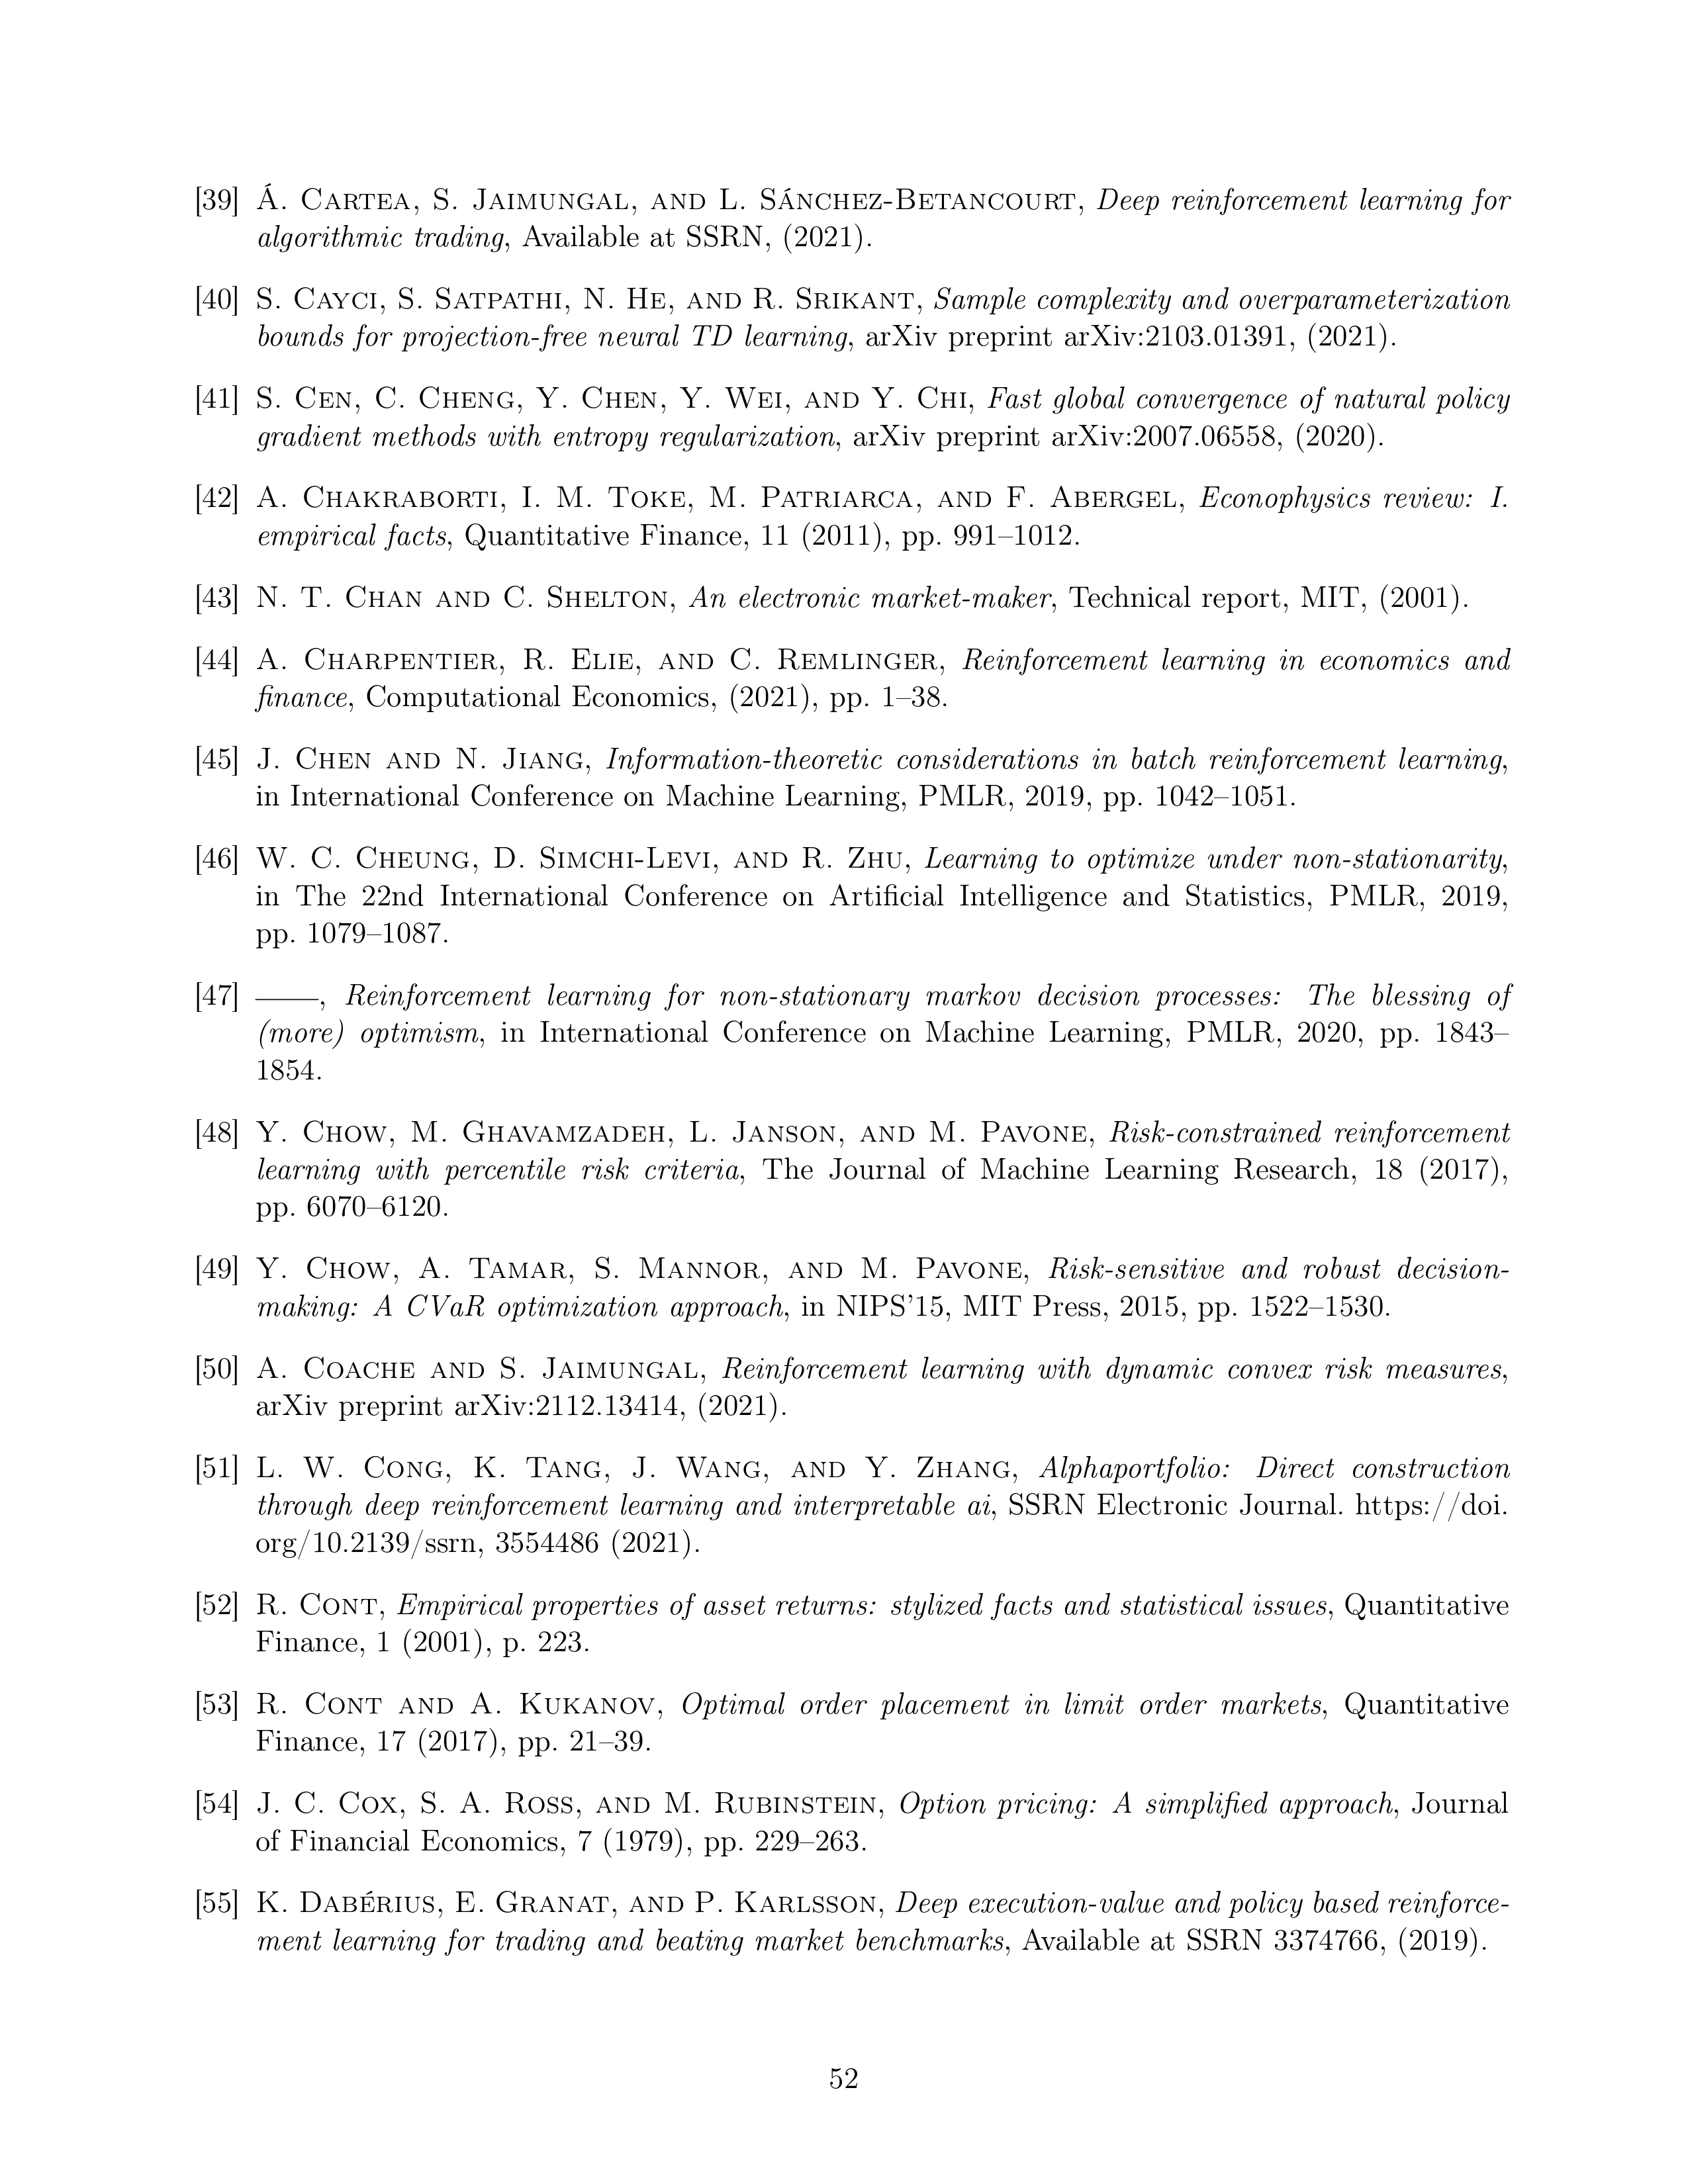 [39] Á. Cartea, S. Jaimungal, and L. Sánchez-Betancourt, Deep reinforcement learning for
algorithmic trading, Available at SSRN, (2021).
[40] S. Cayci, S. Satpathi, N. He, and R. Srikant, Sample complexity and overparameterization
bounds for projection-free neural TD learning, arXiv preprint arXiv:2103.01391, (2021).
[41] S. Cen, C. Cheng, Y. Chen, Y. Wei, and Y. Chi, Fast global convergence of natural policy
gradient methods with entropy regularization, arXiv preprint arXiv:2007.06558, (2020).
[42] A. Chakraborti, I. M. Toke, M. Patriarca, and F. Abergel, Econophysics review: I.
empirical facts, Quantitative Finance, 11 (2011), pp. 991–1012.
[43] N. T. Chan and C. Shelton, An electronic market-maker, Technical report, MIT, (2001).
[44] A. Charpentier, R. Elie, and C. Remlinger, Reinforcement learning in economics and
finance, Computational Economics, (2021), pp. 1–38.
[45] J. Chen and N. Jiang, Information-theoretic considerations in batch reinforcement learning,
in International Conference on Machine Learning, PMLR, 2019, pp. 1042–1051.
[46] W. C. Cheung, D. Simchi-Levi, and R. Zhu, Learning to optimize under non-stationarity,
in The 22nd International Conference on Artificial Intelligence and Statistics, PMLR, 2019,
pp. 1079–1087.
[47] ——, Reinforcement learning for non-stationary markov decision processes: The blessing of
(more) optimism, in International Conference on Machine Learning, PMLR, 2020, pp. 1843–
1854.
[48] Y. Chow, M. Ghavamzadeh, L. Janson, and M. Pavone, Risk-constrained reinforcement
learning with percentile risk criteria, The Journal of Machine Learning Research, 18 (2017),
pp. 6070–6120.
[49] Y. Chow, A. Tamar, S. Mannor, and M. Pavone, Risk-sensitive and robust decision-
making: A CVaR optimization approach, in NIPS'15, MIT Press, 2015, pp. 1522–1530.
[50] A. Coache and S. Jaimungal, Reinforcement learning with dynamic convex risk measures,
arXiv preprint arXiv:2112.13414, (2021).
[51] L. W. Cong, K. Tang, J. Wang, and Y. Zhang, Alphaportfolio: Direct construction
through deep reinforcement learning and interpretable ai, SSRN Electronic Journal. https://doi.
org/10.2139/ssrn, 3554486 (2021).
[52] R. Cont, Empirical properties of asset returns: stylized facts and statistical issues, Quantitative
Finance, 1 (2001), p. 223.
[53] R. Cont and A. Kukanov, Optimal order placement in limit order markets, Quantitative
Finance, 17 (2017), pp. 21–39.
[54] J. C. Cox, S. A. Ross, and M. Rubinstein, Option pricing: A simplified approach, Journal
of Financial Economics, 7 (1979), pp. 229–263.
[55] K. Dabérius, E. Granat, and P. Karlsson, Deep execution-value and policy based reinforce-
ment learning for trading and beating market benchmarks, Available at SSRN 3374766, (2019).
52